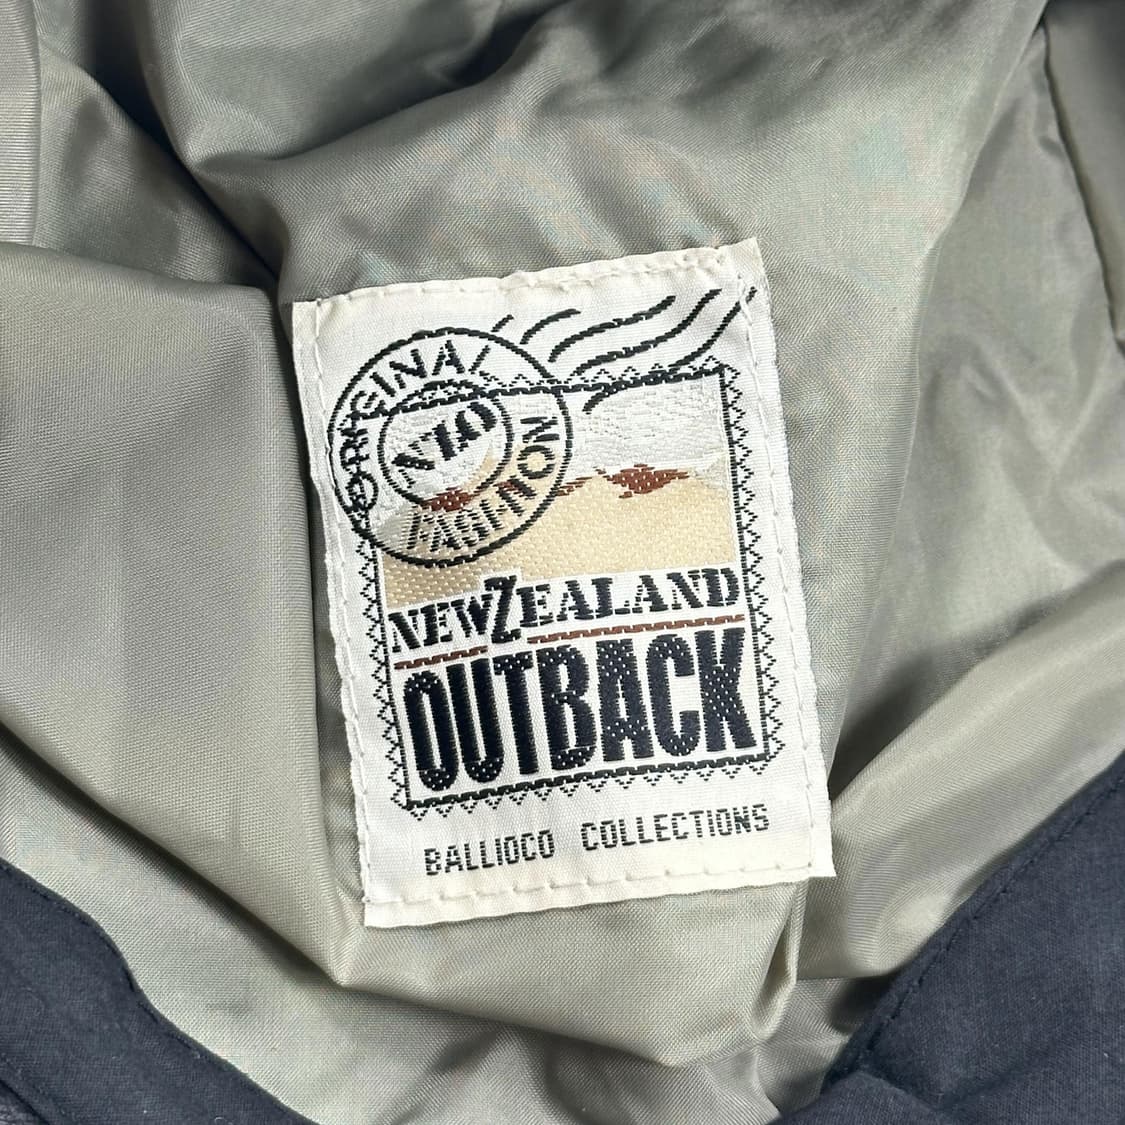 ORIGINAL
NZO
FASHION
NEW ZEALAND
OUTBACK
BALLIOCO COLLECTIONS